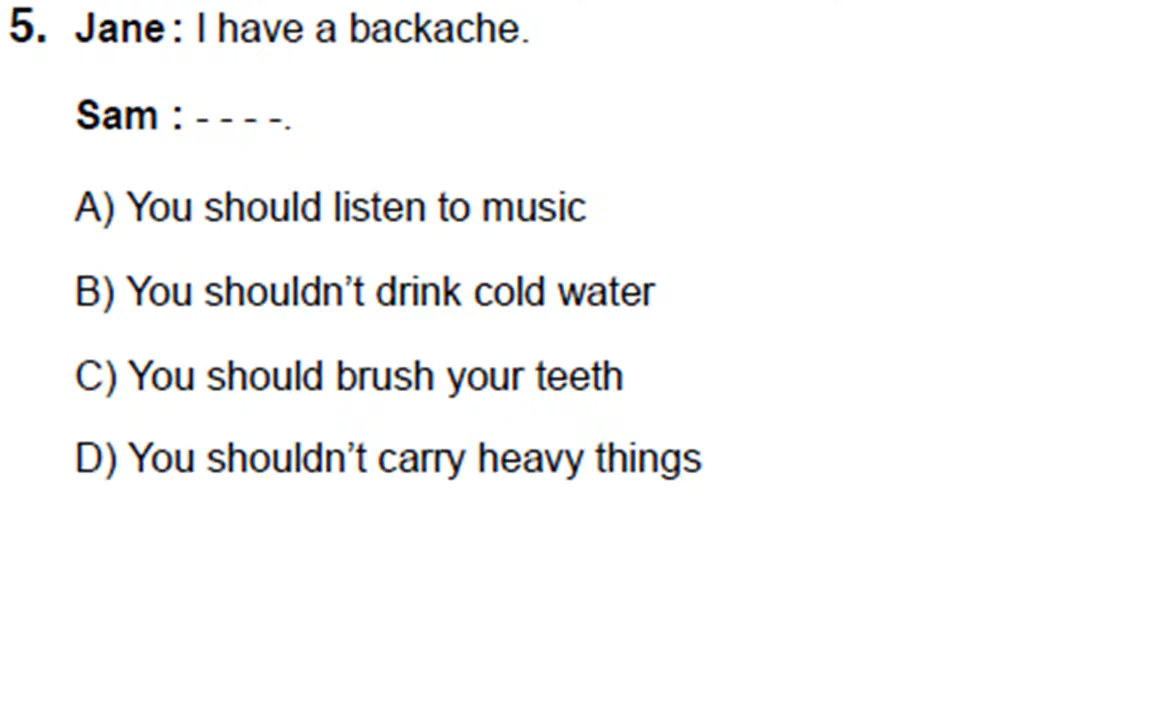 5. Jane : I have a backache.
Sam : - - - -.
A) You should listen to music
B) You shouldn’t drink cold water
C) You should brush your teeth
D) You shouldn’t carry heavy things